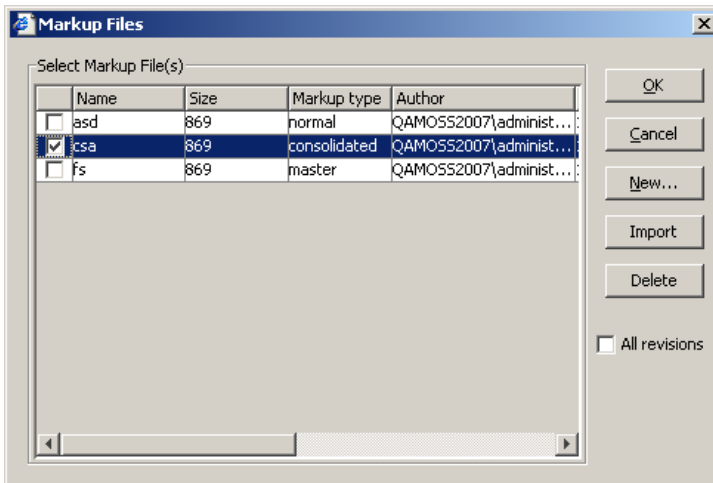 Markup Files
Select Markup File(s)
Name Size Markup type Author
asd 869 normal QAMOSS2007\administ...
csa 869 consolidated QAMOSS2007\administ...
fs 869 master QAMOSS2007\administ...
OK
Cancel
New...
Import
Delete
All revisions